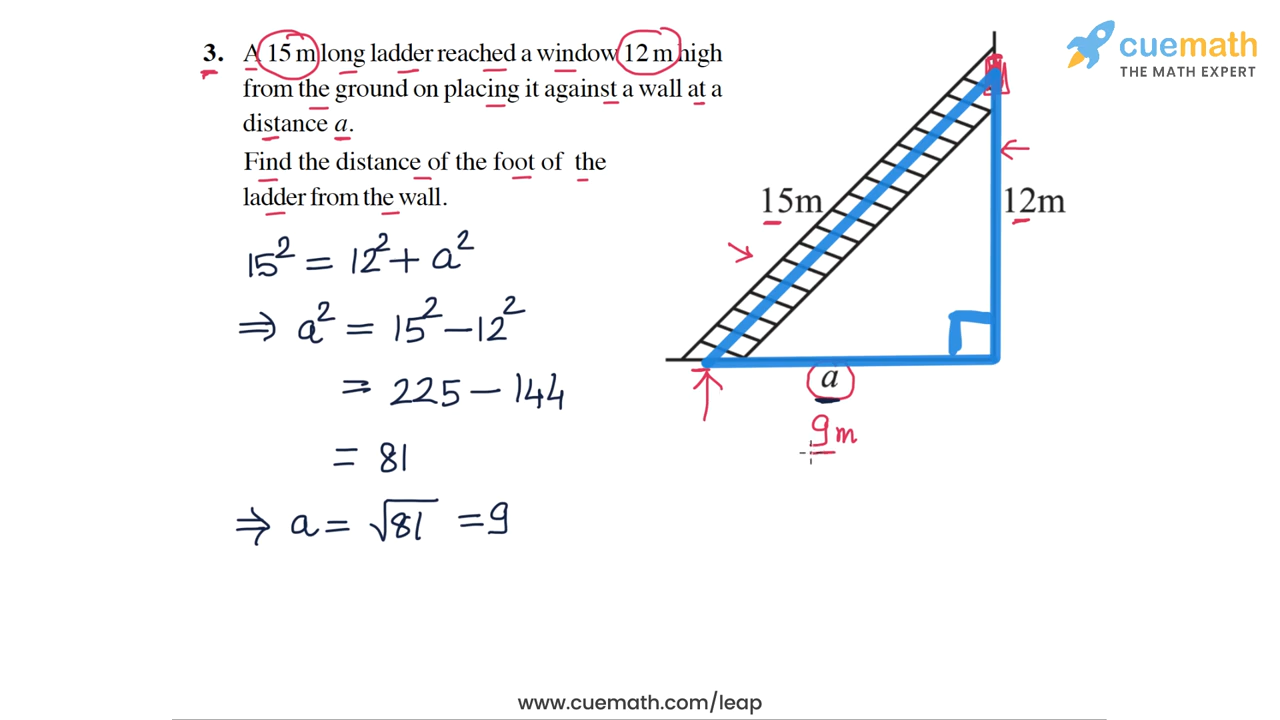 3. A 15 m long ladder reached a window 12 m high
from the ground on placing it against a wall at a
distance a.
Find the distance of the foot of the
ladder from the wall.
15² = 12² + a²
⇒ a² = 15² − 12²
= 225 − 144
= 81
⇒ a = √81 = 9
15m
12m
a
9m
cuemath
THE MATH EXPERT
www.cuemath.com/leap